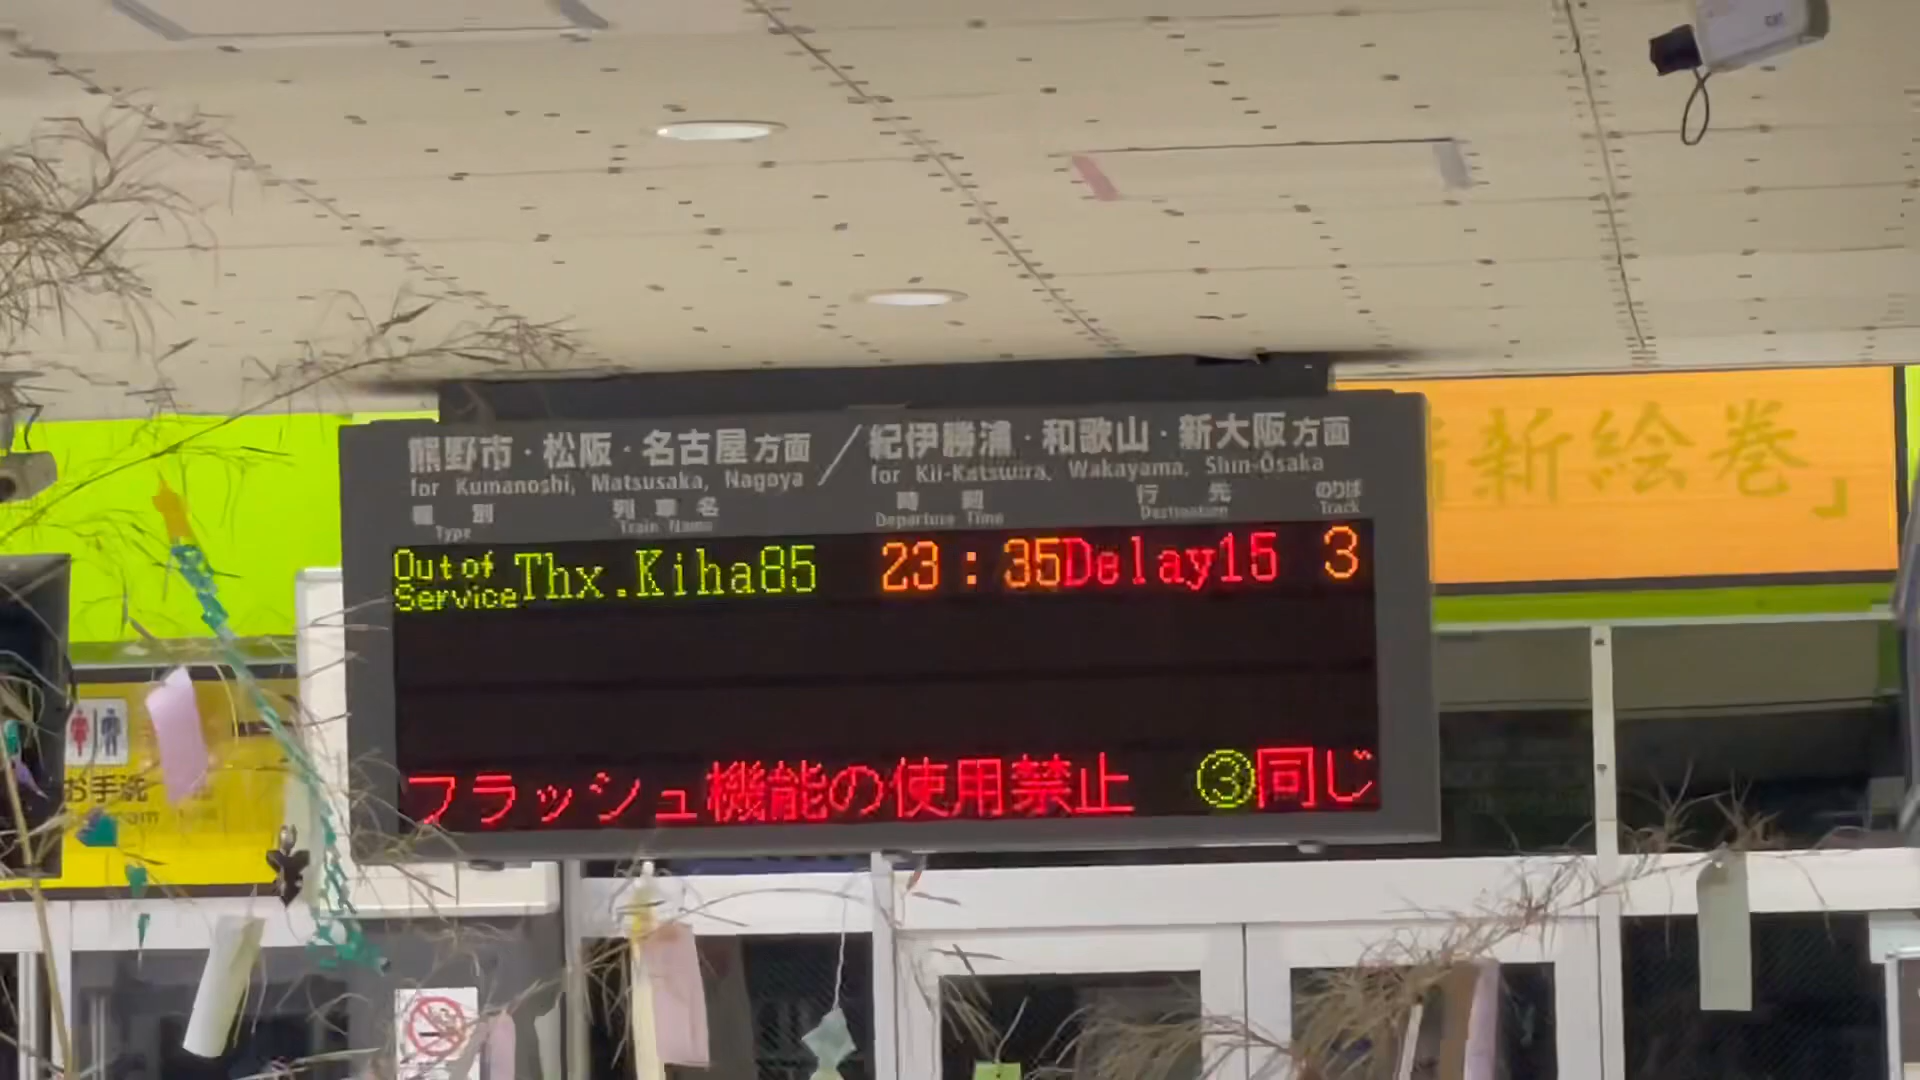 熊野市・松阪・名古屋方面／紀伊勝浦・和歌山・新大阪方面
for Kumanoshi, Matsusaka, Nagoya for Kii-Katsuura, Wakayama, Shin-Ōsaka
種別 列車名 時刻 行先 のりば
Type Train Name Departure Time Destination Track
Out of Service Thx.Kiha85 23:35 Delay15 3
フラッシュ機能の使用禁止 ③同じ
新絵巻」
お手洗